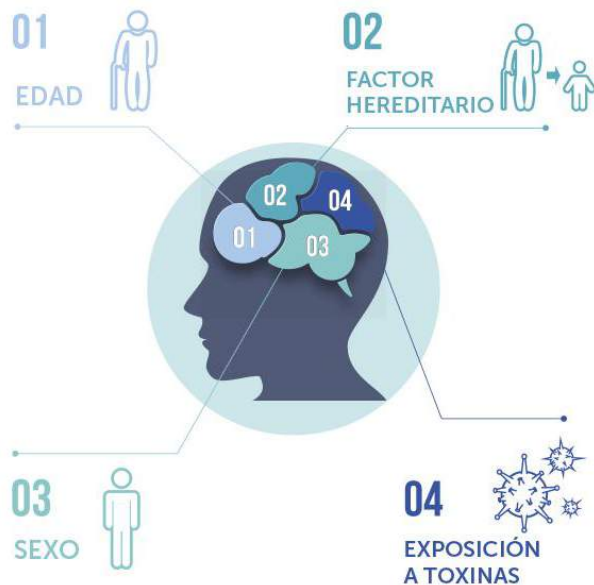 01
EDAD
02
FACTOR
HEREDITARIO
02
04
01
03
03
SEXO
04
EXPOSICIÓN
A TOXINAS